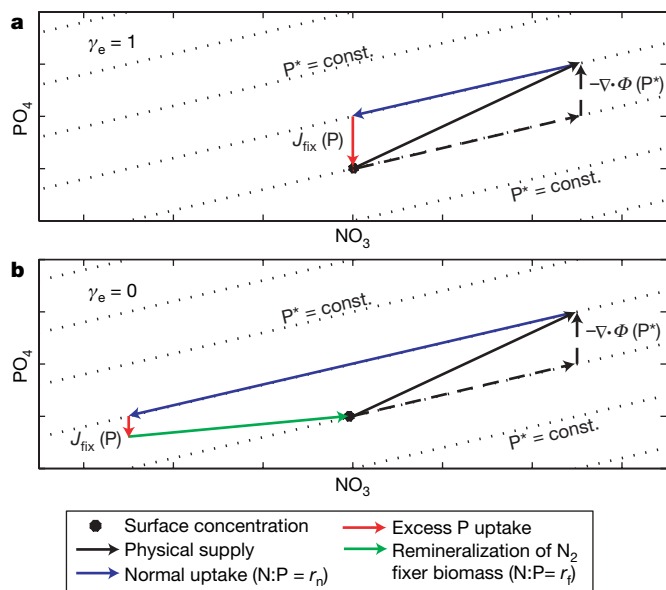 a
γe = 1
P* = const.
−∇·Φ (P*)
Jfix (P)
P* = const.
PO4
NO3
b
γe = 0
P* = const.
−∇·Φ (P*)
Jfix (P)
P* = const.
PO4
NO3
Surface concentration
Physical supply
Normal uptake (N:P = rn)
Excess P uptake
Remineralization of N2
fixer biomass (N:P= rf)